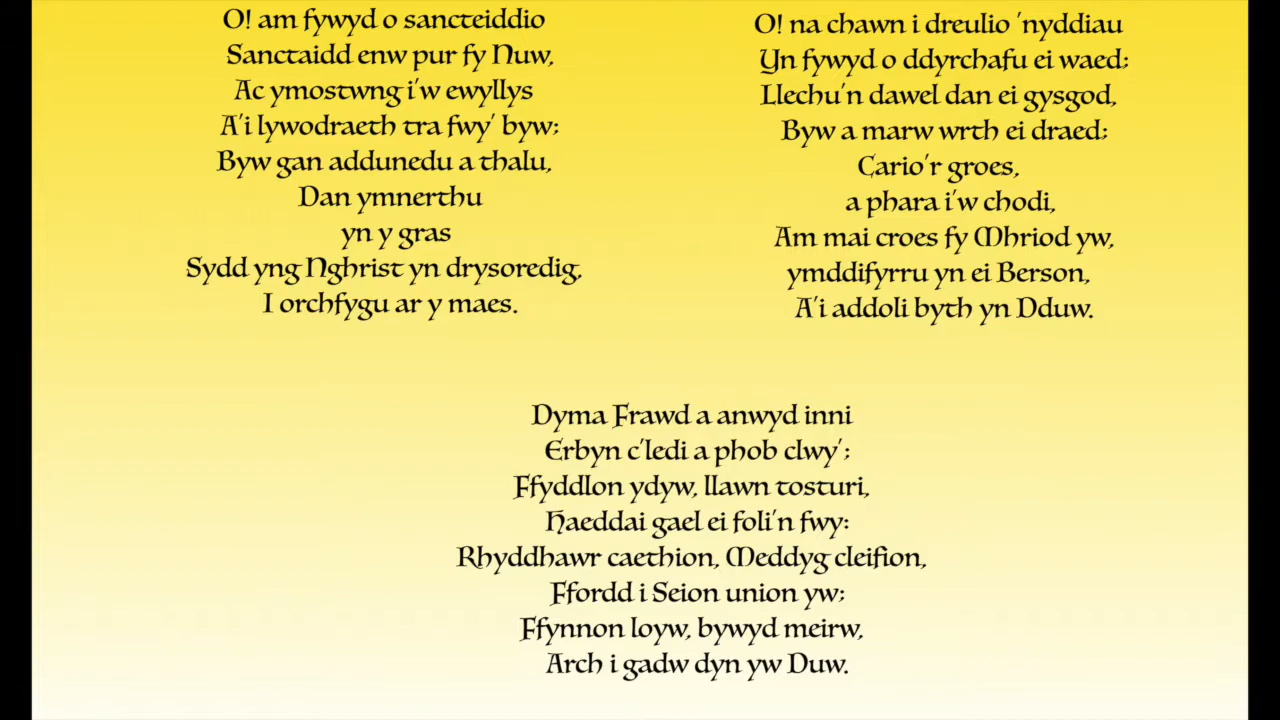 O! am fywyd o sancteiddio
Sanctaidd enw pur fy Nuw,
Ac ymostwng i'w ewyllys
A'i lywodraeth tra fwy' byw:
Byw gan addunedu a thalu,
Dan ymnerthu
yn y gras
Sydd yng Nghrist yn drysoredig,
I orchfygu ar y maes.
O! na chawn i dreulio 'nyddiau
Yn fywyd o ddyrchafu ei waed;
Llechu'n dawel dan ei gysgod,
Byw a marw wrth ei draed;
Cario'r groes,
a phara i'w chodi,
Am mai croes fy Mhriod yw,
ymddifyrru yn ei Berson,
A'i addoli byth yn Dduw.
Dyma Frawd a anwyd inni
Erbyn c'ledi a phob clwy';
Ffyddlon ydyw, llawn tosturi,
Haeddai gael ei foli'n fwy:
Rhyddhawr caethion, Meddyg cleifion,
Ffordd i Seion union yw;
Ffynnon loyw, bywyd meirw,
Arch i gadw dyn yw Duw.